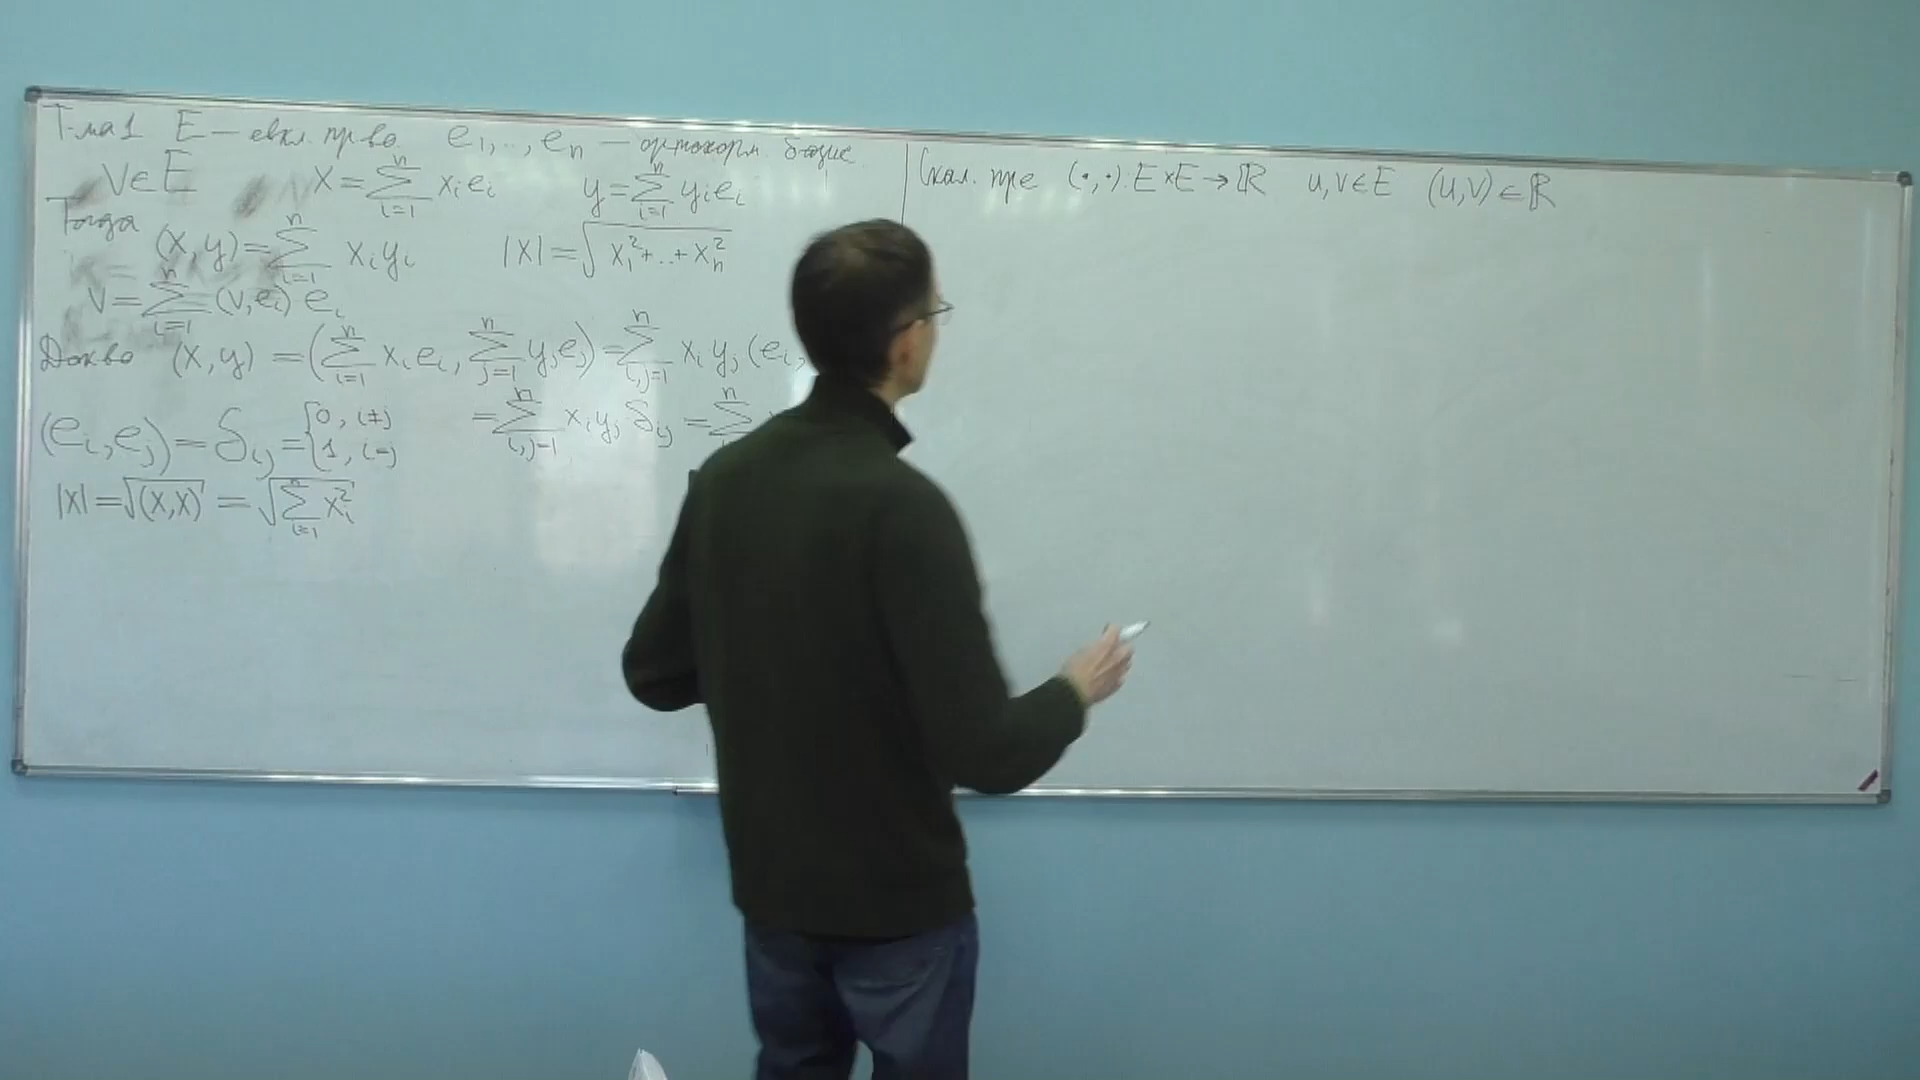 Т-ма 1 E — евкл. пр-во. e₁,..,eₙ — ортонорм. базис
v∈E x=∑ᵢ₌₁ⁿ xᵢeᵢ y=∑ᵢ₌₁ⁿ yᵢeᵢ
Тогда
(x,y)=∑ᵢ₌₁ⁿ xᵢyᵢ |x|=√(x₁²+..+xₙ²)
v=∑ᵢ₌₁ⁿ (v,eᵢ) eᵢ
Док-во (x,y) =(∑ᵢ₌₁ⁿ xᵢeᵢ, ∑ⱼ₌₁ⁿ yⱼeⱼ)=∑ᵢ,ⱼ₌₁ⁿ xᵢyⱼ(eᵢ,
=∑ᵢ,ⱼ₌₁ⁿ xᵢyⱼ δᵢⱼ =∑
(eᵢ,eⱼ)=δᵢⱼ={0, i≠j
1, i=j
|x|=√(x,x) = √(∑ᵢ₌₁ⁿ xᵢ²)
Скал. пр-е (·,·): E×E→ℝ u,v∈E (u,v)∈ℝ